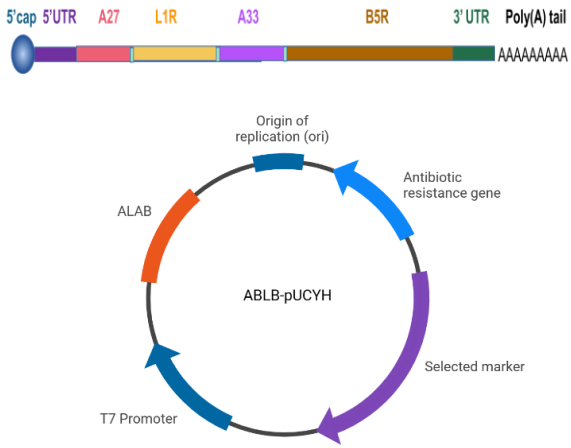 5'cap 5'UTR A27 L1R A33 B5R 3' UTR Poly(A) tail
AAAAAAAAA
Origin of
replication (ori)
Antibiotic
resistance gene
ALAB
ABLB-pUCYH
Selected marker
T7 Promoter